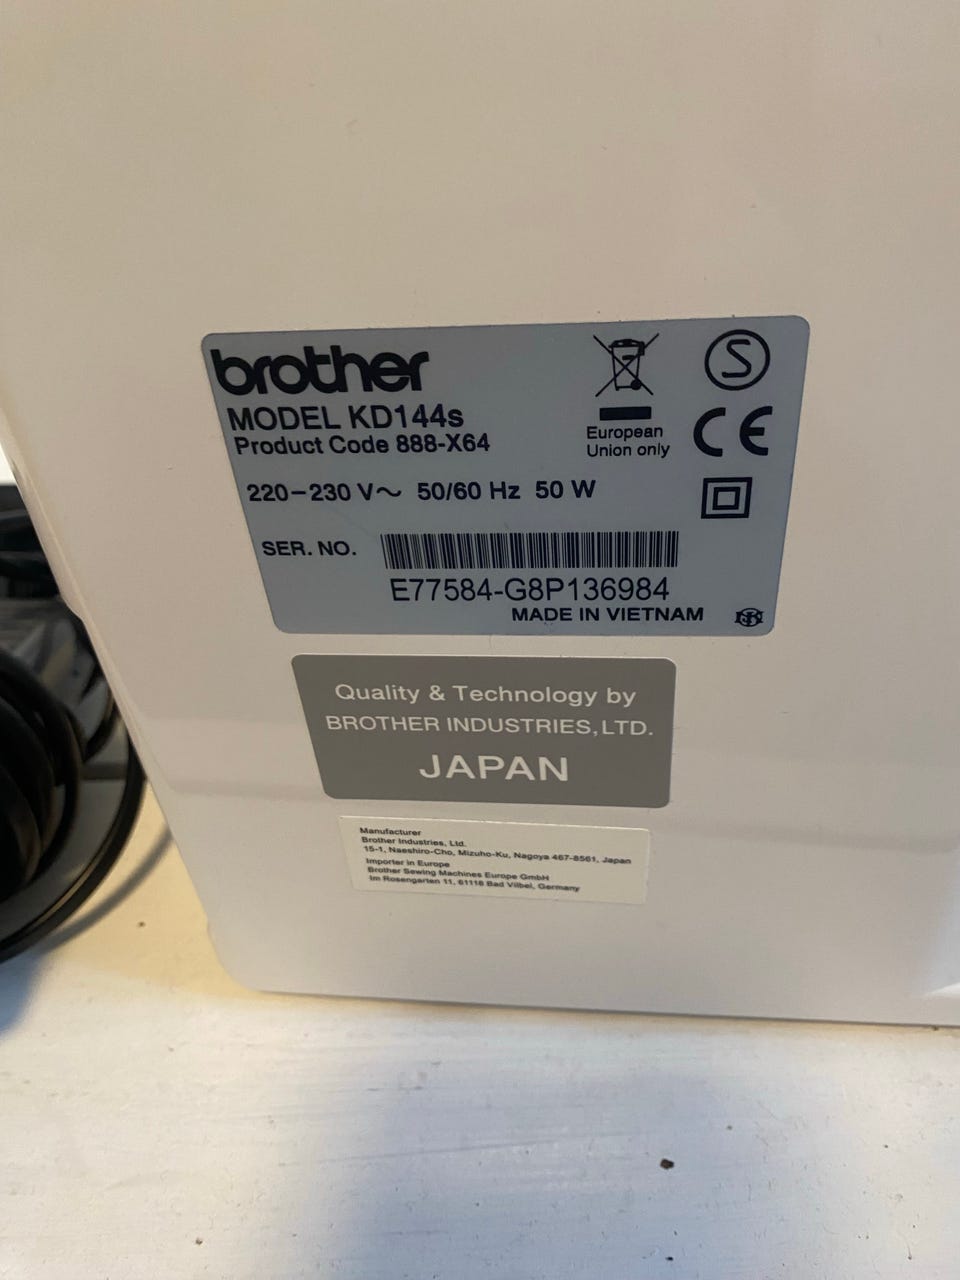 brother
MODEL KD144s
Product Code 888-X64
European
Union only
S
CE
220-230 V~ 50/60 Hz 50 W
SER. NO.
E77584-G8P136984
MADE IN VIETNAM
Quality & Technology by
BROTHER INDUSTRIES,LTD.
JAPAN
Manufacturer
Brother Industries, Ltd.
15-1, Naeshiro-Cho, Mizuho-Ku, Nagoya 467-8561, Japan
Importer in Europe
Brother Sewing Machines Europe GmbH
Im Rosengarten 11, 61118 Bad Vilbel, Germany